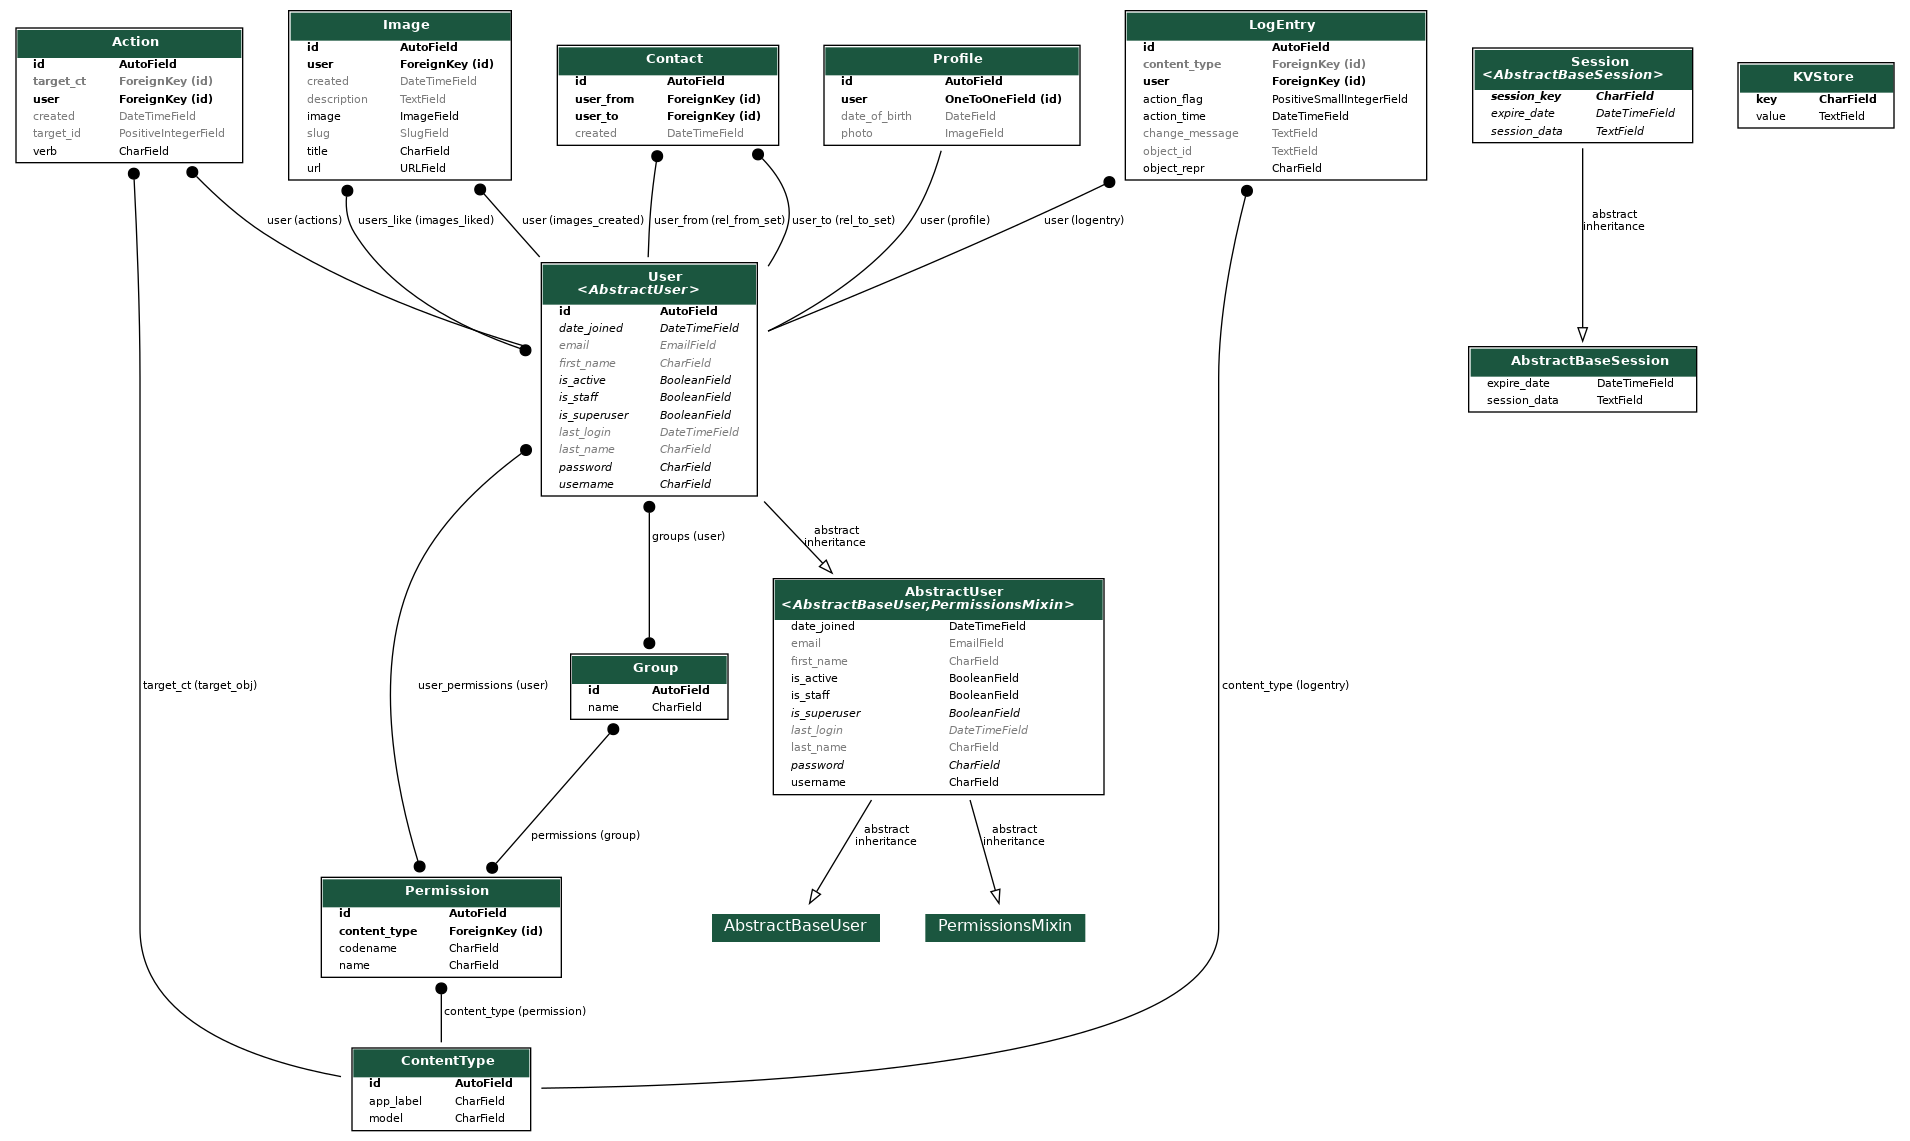 Action
id AutoField
target_ct ForeignKey (id)
user ForeignKey (id)
created DateTimeField
target_id PositiveIntegerField
verb CharField
Image
id AutoField
user ForeignKey (id)
created DateTimeField
description TextField
image ImageField
slug SlugField
title CharField
url URLField
Contact
id AutoField
user_from ForeignKey (id)
user_to ForeignKey (id)
created DateTimeField
Profile
id AutoField
user OneToOneField (id)
date_of_birth DateField
photo ImageField
LogEntry
id AutoField
content_type ForeignKey (id)
user ForeignKey (id)
action_flag PositiveSmallIntegerField
action_time DateTimeField
change_message TextField
object_id TextField
object_repr CharField
Session
<AbstractBaseSession>
session_key CharField
expire_date DateTimeField
session_data TextField
KVStore
key CharField
value TextField
user (actions)
users_like (images_liked)
user (images_created)
user_from (rel_from_set)
user_to (rel_to_set)
user (profile)
user (logentry)
abstract
inheritance
User
<AbstractUser>
id AutoField
date_joined DateTimeField
email EmailField
first_name CharField
is_active BooleanField
is_staff BooleanField
is_superuser BooleanField
last_login DateTimeField
last_name CharField
password CharField
username CharField
AbstractBaseSession
expire_date DateTimeField
session_data TextField
groups (user)
abstract
inheritance
AbstractUser
<AbstractBaseUser,PermissionsMixin>
date_joined DateTimeField
email EmailField
first_name CharField
is_active BooleanField
is_staff BooleanField
is_superuser BooleanField
last_login DateTimeField
last_name CharField
password CharField
username CharField
Group
id AutoField
name CharField
target_ct (target_obj)
user_permissions (user)
content_type (logentry)
permissions (group)
abstract
inheritance
abstract
inheritance
Permission
id AutoField
content_type ForeignKey (id)
codename CharField
name CharField
AbstractBaseUser
PermissionsMixin
content_type (permission)
ContentType
id AutoField
app_label CharField
model CharField